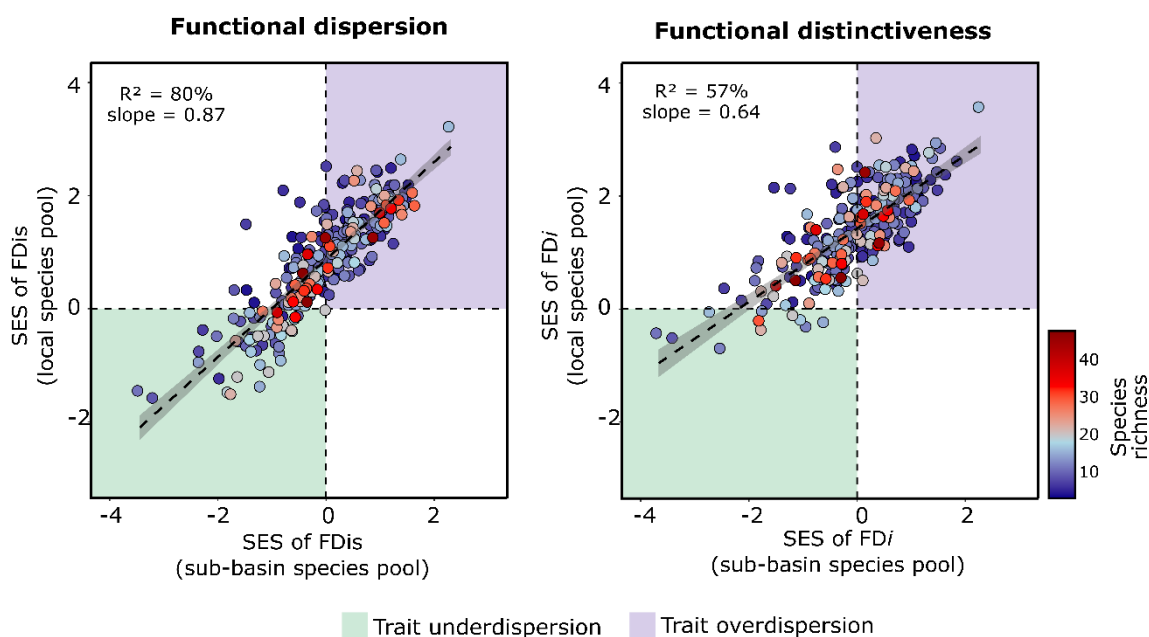 Functional dispersion
R² = 80%
slope = 0.87
SES of FDis
(local species pool)
4
2
0
-2
-4
-2
0
2
SES of FDis
(sub-basin species pool)
Functional distinctiveness
R² = 57%
slope = 0.64
SES of FDi
(local species pool)
4
2
0
-2
-4
-2
0
2
SES of FDi
(sub-basin species pool)
40
30
20
10
Species
richness
Trait underdispersion
Trait overdispersion